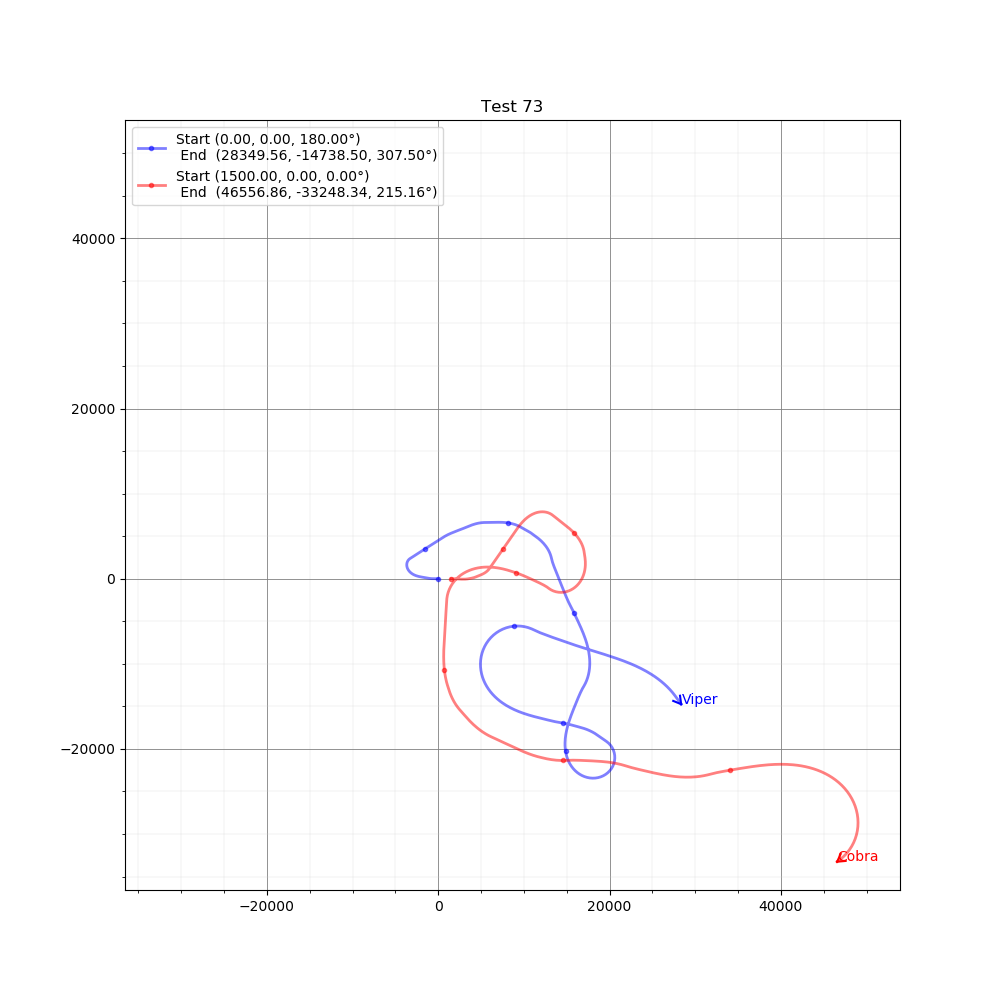 Test 73
Start (0.00, 0.00, 180.00°)
End  (28349.56, -14738.50, 307.50°)
Start (1500.00, 0.00, 0.00°)
End  (46556.86, -33248.34, 215.16°)
40000
20000
0
−20000
−20000
0
20000
40000
Viper
Cobra